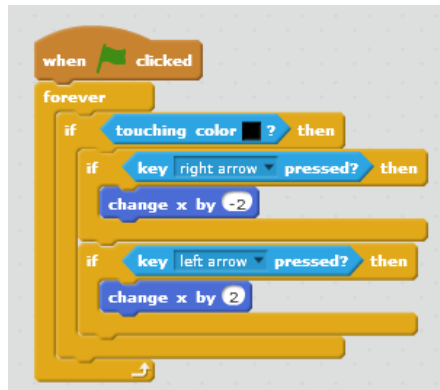 when clicked
forever
if touching color ? then
if key right arrow pressed? then
change x by -2
if key left arrow pressed? then
change x by 2